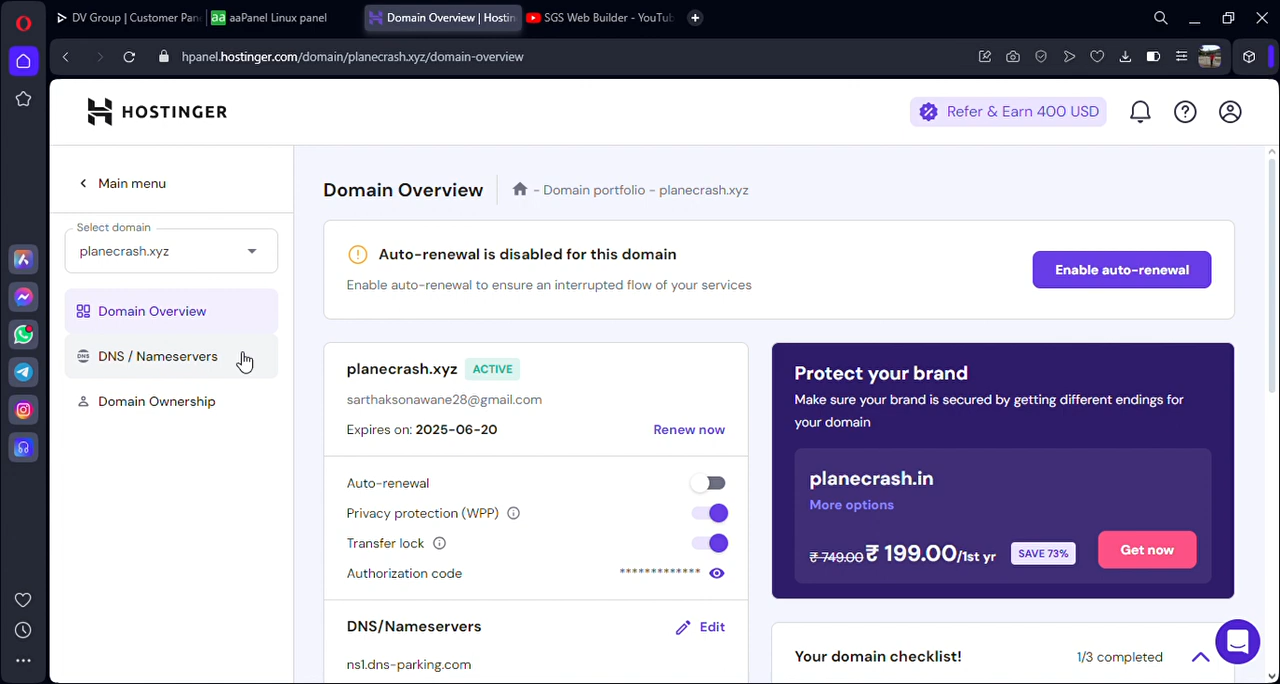 DV Group | Customer Pan
aa aaPanel Linux panel
Domain Overview | Hostin
SGS Web Builder - YouTub
hpanel.hostinger.com/domain/planecrash.xyz/domain-overview
HOSTINGER
Refer & Earn 400 USD
Main menu
Select domain
planecrash.xyz
Domain Overview
DNS DNS / Nameservers
Domain Ownership
Domain Overview
- Domain portfolio - planecrash.xyz
Auto-renewal is disabled for this domain
Enable auto-renewal to ensure an interrupted flow of your services
Enable auto-renewal
planecrash.xyz ACTIVE
sarthaksonawane28@gmail.com
Expires on: 2025-06-20 Renew now
Auto-renewal
Privacy protection (WPP)
Transfer lock
Authorization code *************
DNS/Nameservers Edit
ns1.dns-parking.com
Protect your brand
Make sure your brand is secured by getting different endings for
your domain
planecrash.in
More options
₹ 749.00 ₹ 199.00/1st yr SAVE 73% Get now
Your domain checklist! 1/3 completed